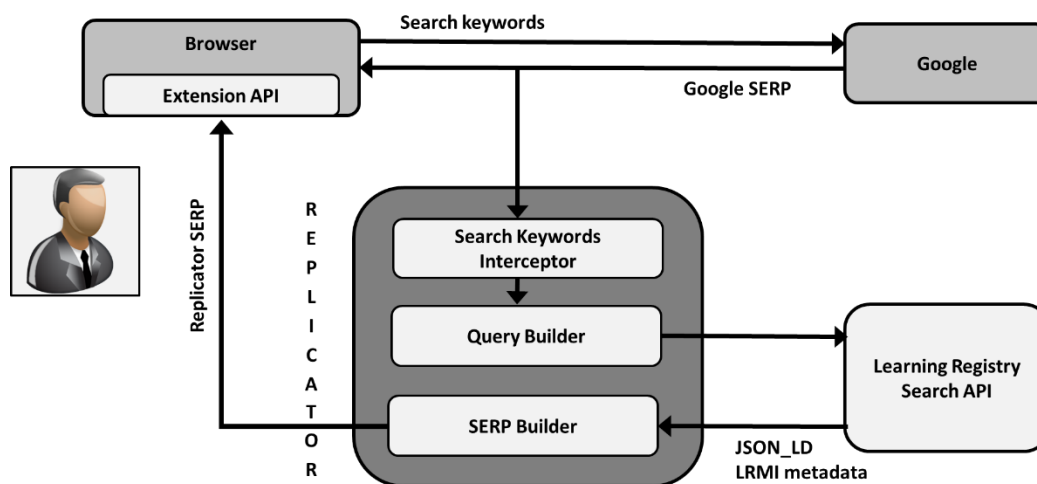 Search keywords
Browser
Extension API
Google
Google SERP
Replicator SERP
REPLICATOR
Search Keywords
Interceptor
Query Builder
SERP Builder
Learning Registry
Search API
JSON_LD
LRMI metadata